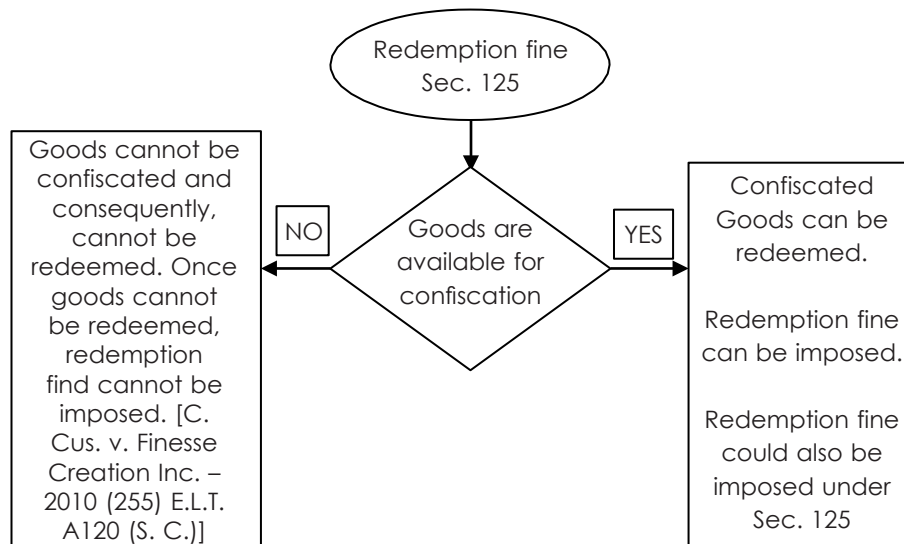 Redemption fine
Sec. 125
Goods cannot be
confiscated and
consequently,
cannot be
redeemed. Once
goods cannot
be redeemed,
redemption
find cannot be
imposed. [C.
Cus. v. Finesse
Creation Inc. –
2010 (255) E.L.T.
A120 (S. C.)]
NO
Goods are
available for
confiscation
YES
Confiscated
Goods can be
redeemed.
Redemption fine
can be imposed.
Redemption fine
could also be
imposed under
Sec. 125